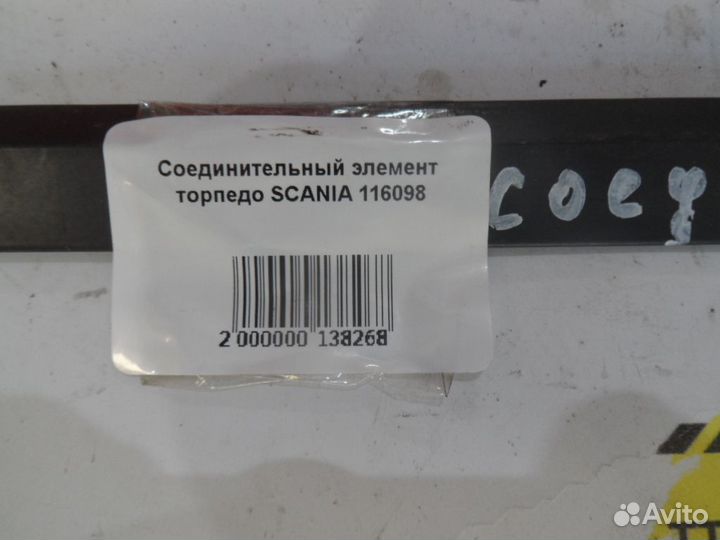 Соединительный элемент
торпедо SCANIA 116098
соед
2 000000 138268
Avito